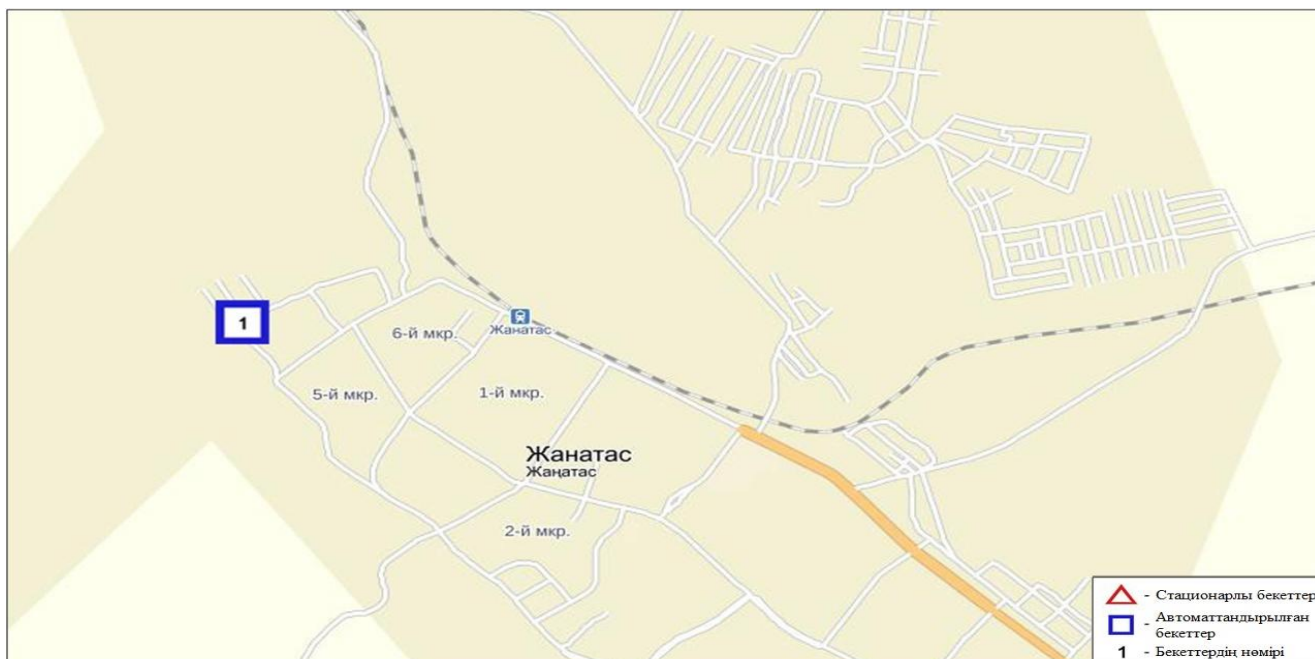 1
6-й мкр.
Жанатас
5-й мкр.
1-й мкр.
Жанатас
Жаңатас
2-й мкр.
- Стационарлы бекеттер
- Автоматтандырылған
бекеттер
1 - Бекеттердің нөмірі